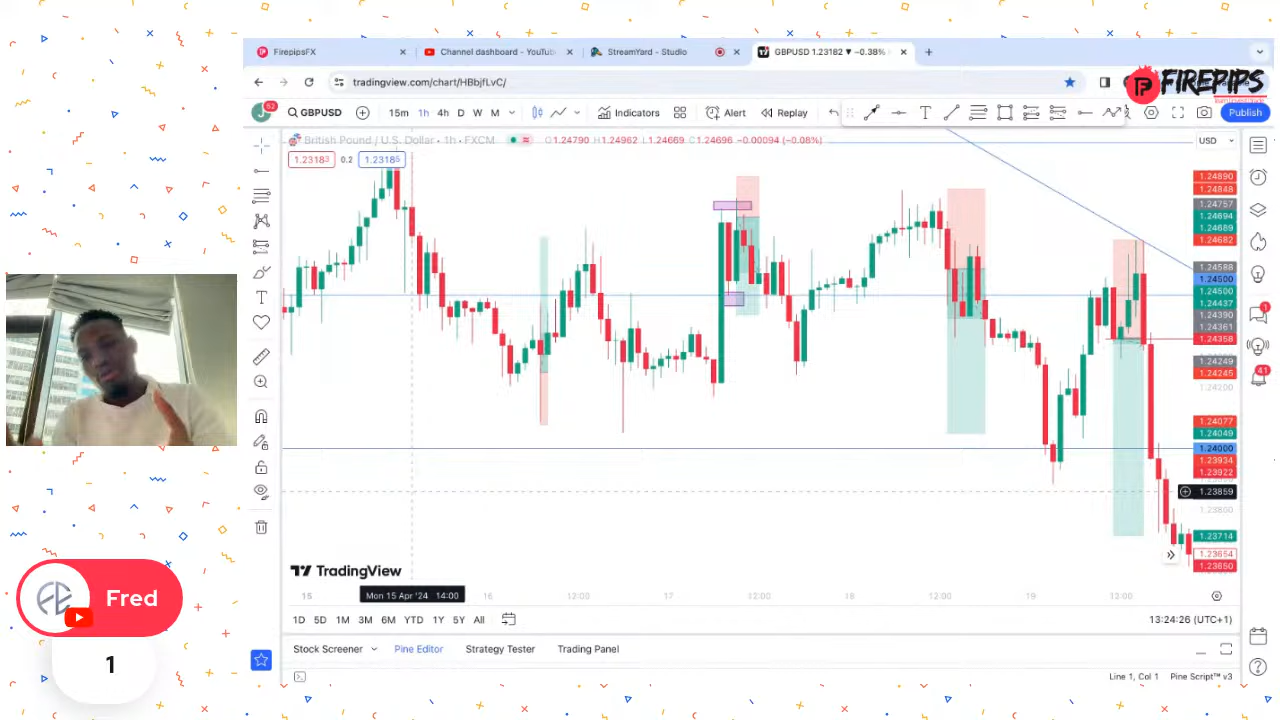 FirepipsFX
Channel dashboard - YouTub
StreamYard - Studio
GBPUSD 1.23182 ▼ −0.38%
tradingview.com/chart/HBbjfLvC/
FIREPIPS
52
GBPUSD
15m 1h 4h D W M
Indicators
Alert
Replay
Publish
British Pound / U.S. Dollar · 1h · FXCM
O1.24790 H1.24962 L1.24669 C1.24696 −0.00094 (−0.08%)
USD
1.23183
0.2
1.23185
1.24890
1.24848
1.24757
1.24694
1.24689
1.24682
1.24588
1.24500
1.24500
1.24437
1.24390
1.24361
1.24358
1.24249
1.24245
1.24200
1.24077
1.24049
1.24000
1.23934
1.23922
1.23859
1.23800
1.23714
1.23654
1.23650
1
41
TradingView
15
Mon 15 Apr '24 14:00
16
12:00
17
12:00
18
12:00
19
12:00
1D 5D 1M 3M 6M YTD 1Y 5Y All
13:24:26 (UTC+1)
Stock Screener
Pine Editor
Strategy Tester
Trading Panel
Line 1, Col 1
Pine Script™ v3
Fred
1